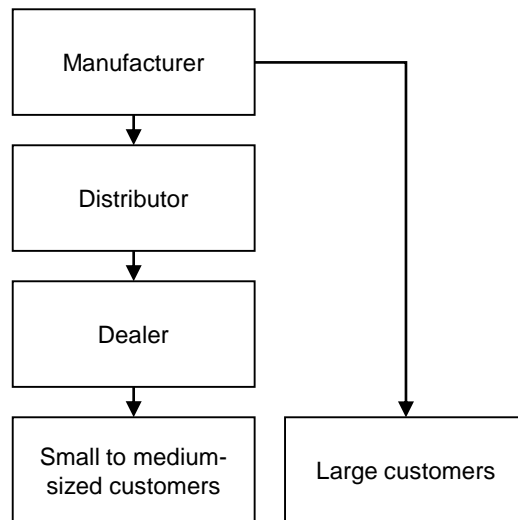 Manufacturer
Distributor
Dealer
Small to medium-
sized customers
Large customers